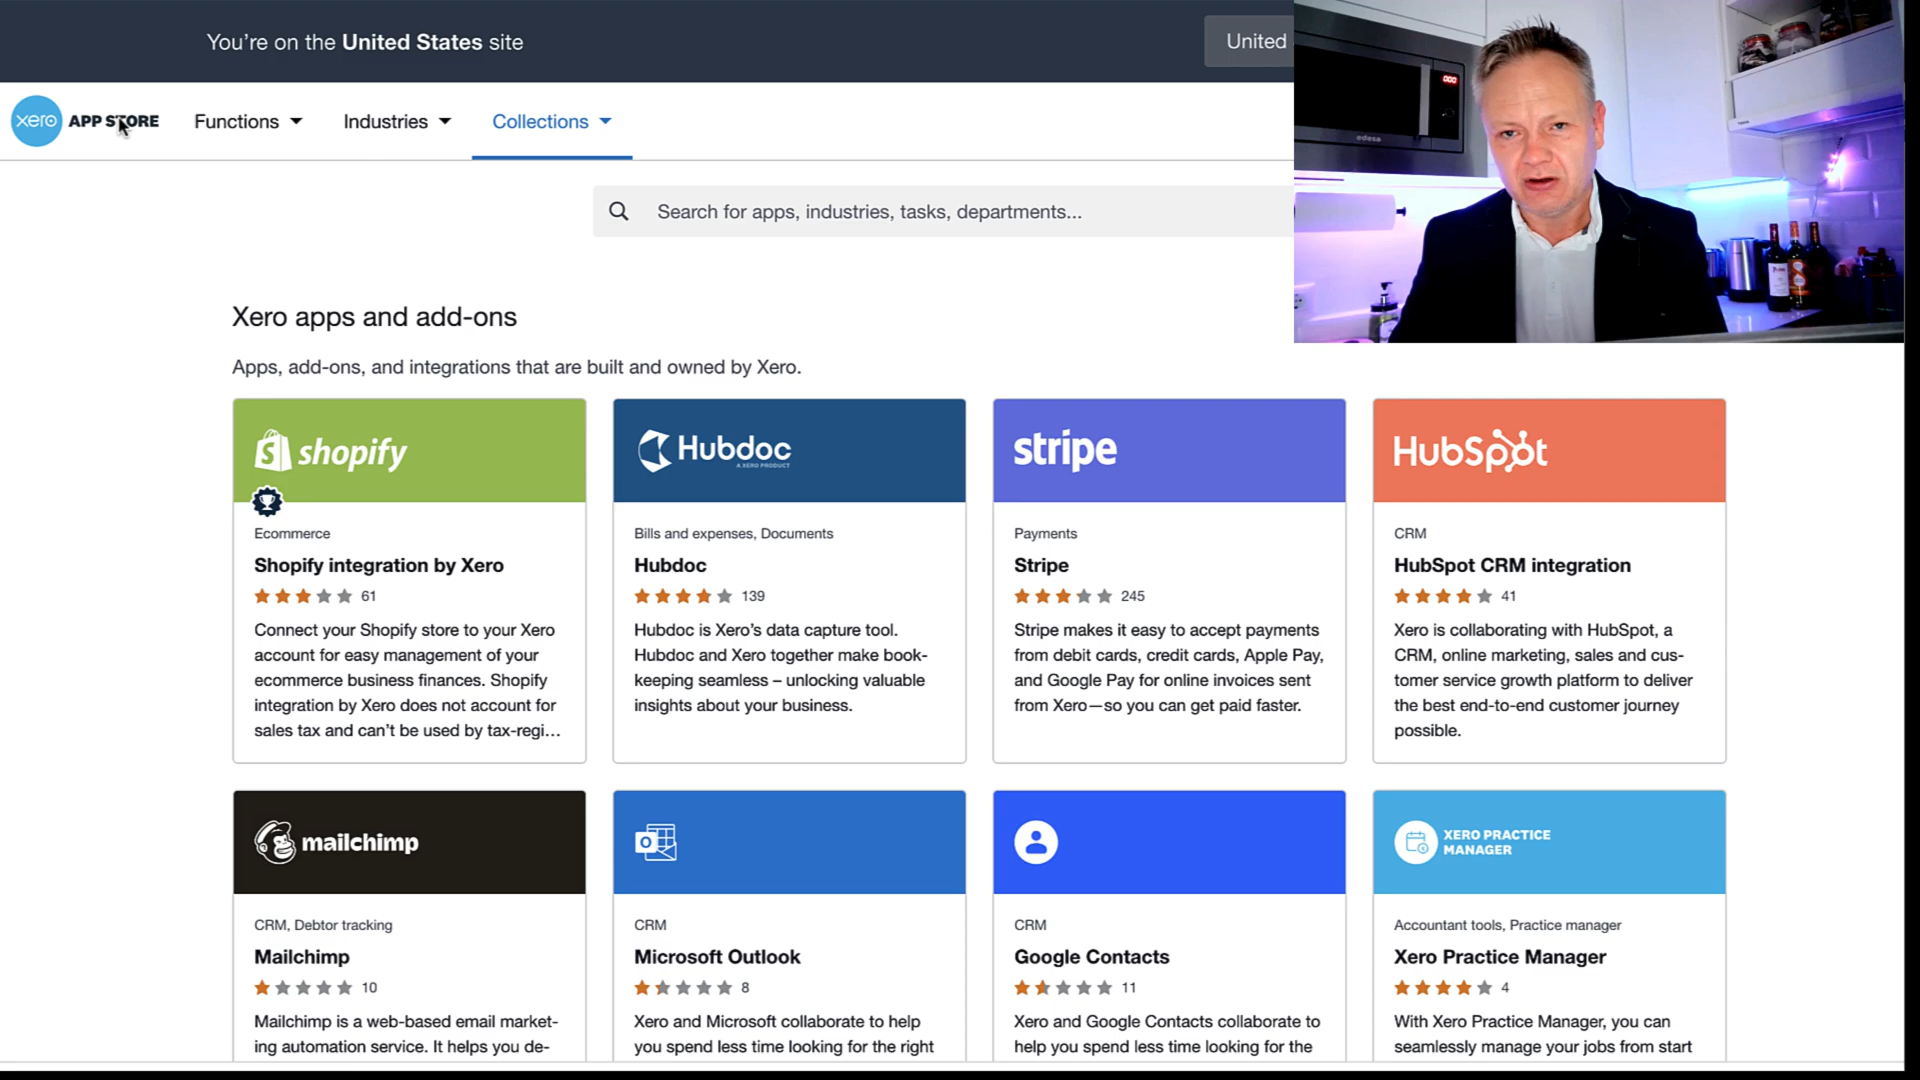 You're on the United States site
United
xero APP STORE
Functions
Industries
Collections
Search for apps, industries, tasks, departments...
edesa
Xero apps and add-ons
Apps, add-ons, and integrations that are built and owned by Xero.
shopify
Ecommerce
Shopify integration by Xero
61
Connect your Shopify store to your Xero
account for easy management of your
ecommerce business finances. Shopify
integration by Xero does not account for
sales tax and can't be used by tax-regi...
Hubdoc
A XERO PRODUCT
Bills and expenses, Documents
Hubdoc
139
Hubdoc is Xero's data capture tool.
Hubdoc and Xero together make book-
keeping seamless – unlocking valuable
insights about your business.
stripe
Payments
Stripe
245
Stripe makes it easy to accept payments
from debit cards, credit cards, Apple Pay,
and Google Pay for online invoices sent
from Xero—so you can get paid faster.
HubSpot
CRM
HubSpot CRM integration
41
Xero is collaborating with HubSpot, a
CRM, online marketing, sales and cus-
tomer service growth platform to deliver
the best end-to-end customer journey
possible.
mailchimp
CRM, Debtor tracking
Mailchimp
10
Mailchimp is a web-based email market-
ing automation service. It helps you de-
CRM
Microsoft Outlook
8
Xero and Microsoft collaborate to help
you spend less time looking for the right
CRM
Google Contacts
11
Xero and Google Contacts collaborate to
help you spend less time looking for the
XERO PRACTICE
MANAGER
Accountant tools, Practice manager
Xero Practice Manager
4
With Xero Practice Manager, you can
seamlessly manage your jobs from start